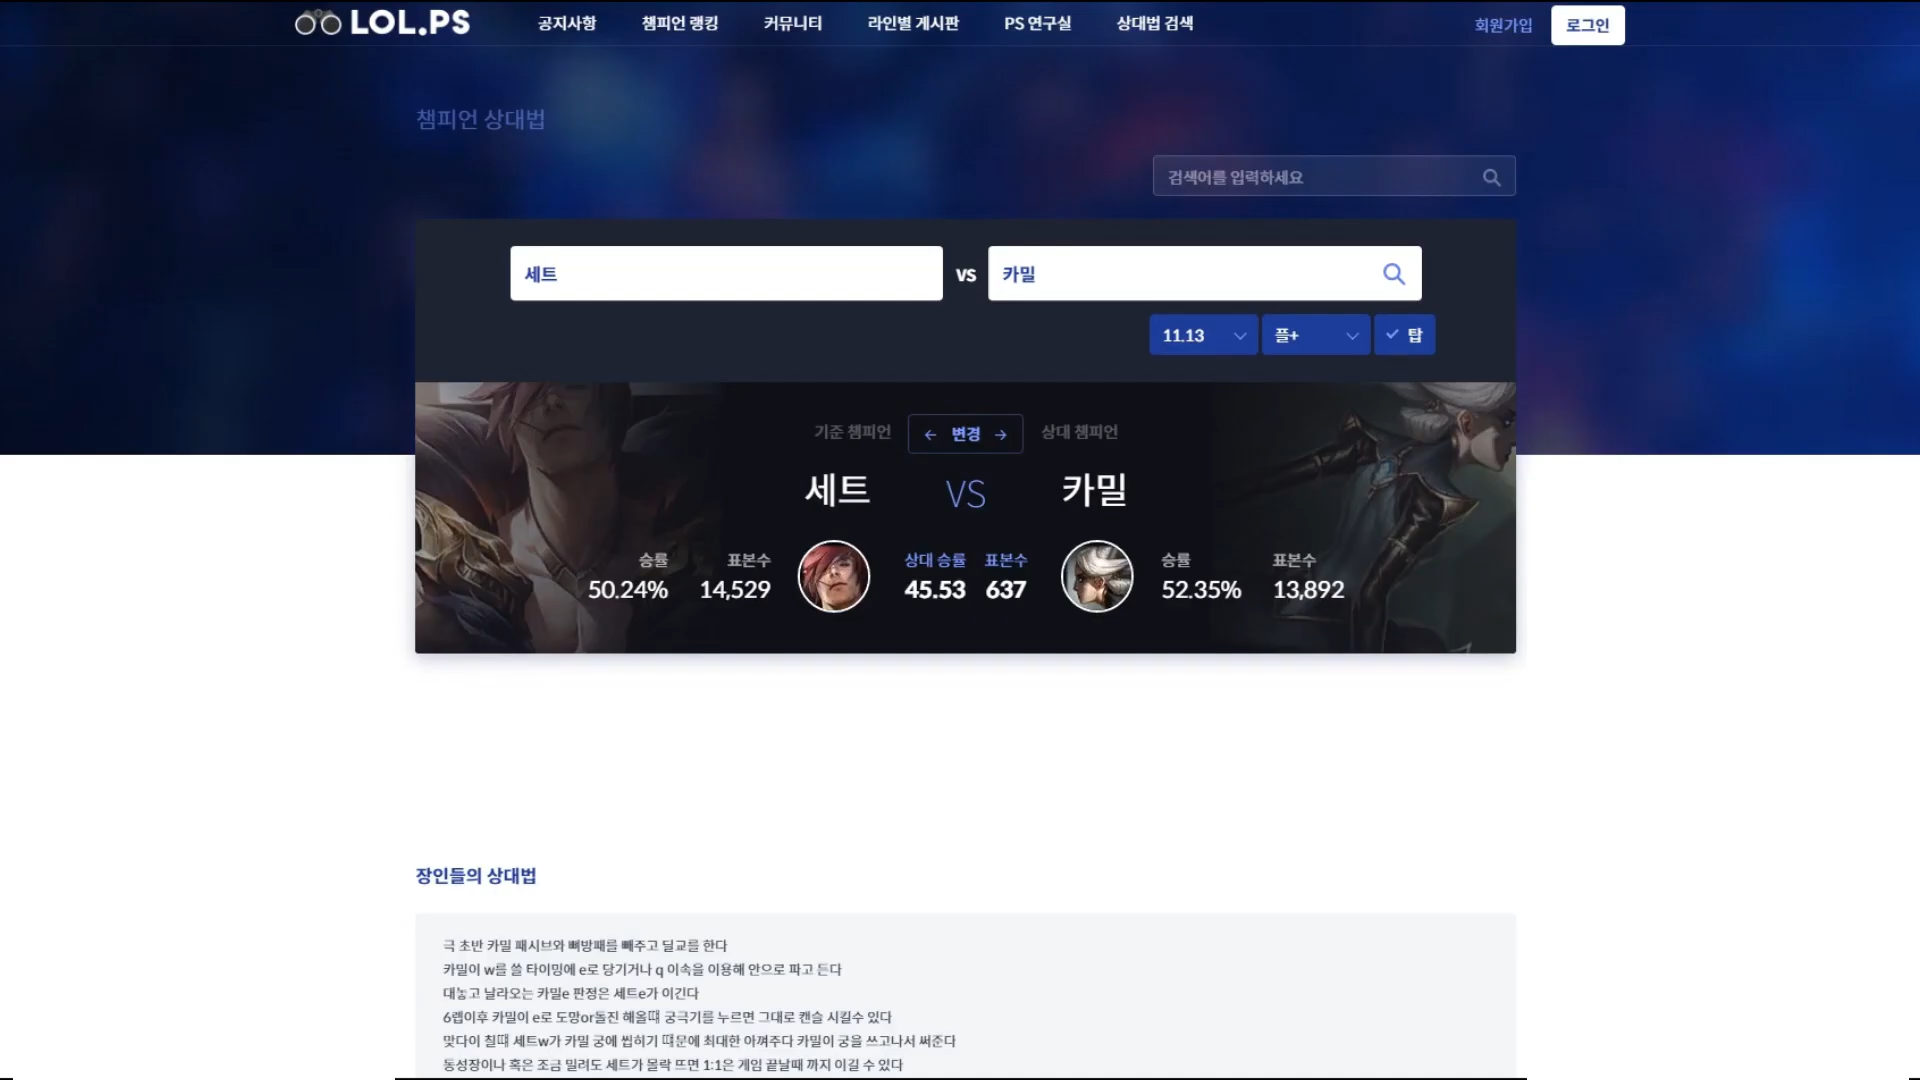 LOL.PS 공지사항 챔피언 랭킹 커뮤니티 라인별 게시판 PS 연구실 상대법 검색 회원가입 로그인
챔피언 상대법
검색어를 입력하세요
세트 vs 카밀
11.13 플+ 탑
기준 챔피언 ← 변경 → 상대 챔피언
세트 VS 카밀
승률 표본수 상대 승률 표본수 승률 표본수
50.24% 14,529 45.53 637 52.35% 13,892
장인들의 상대법
극 초반 카밀 패시브와 뼈방패를 빼주고 딜교를 한다
카밀이 w를 쓸 타이밍에 e로 당기거나 q 이속을 이용해 안으로 파고 든다
대놓고 날라오는 카밀e 판정은 세트e가 이긴다
6렙이후 카밀이 e로 도망or돌진 해올때 궁극기를 누르면 그대로 캔슬 시킬수 있다
맞다이 칠때 세트w가 카밀 궁에 씹히기 때문에 최대한 아껴주다 카밀이 궁을 쓰고나서 써준다
동성장이나 혹은 조금 밀려도 세트가 몰락 뜨면 1:1은 게임 끝날때 까지 이길 수 있다